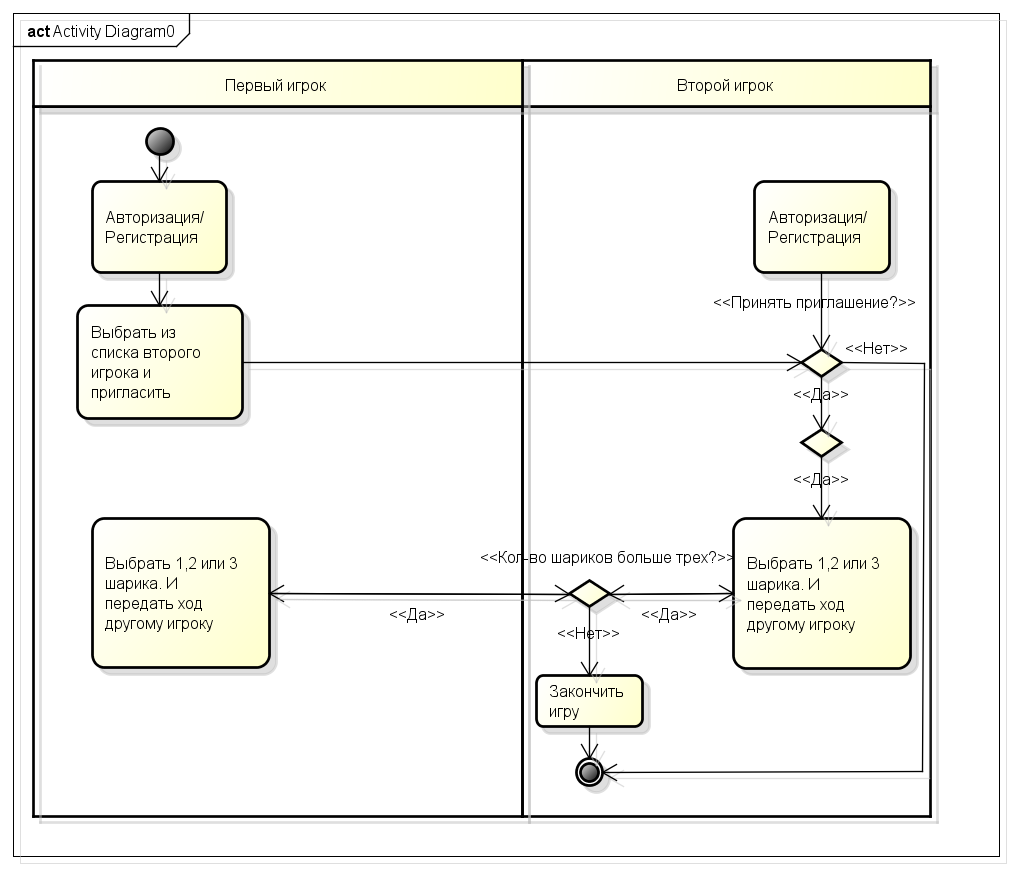 act Activity Diagram0
Первый игрок
Второй игрок
Авторизация/
Регистрация
Авторизация/
Регистрация
<<Принять приглашение?>>
Выбрать из
списка второго
игрока и
пригласить
<<Нет>>
<<Да>>
<<Да>>
Выбрать 1,2 или 3
шарика. И
передать ход
другому игроку
<<Кол-во шариков больше трех?>>
<<Да>>
<<Да>>
<<Нет>>
Выбрать 1,2 или 3
шарика. И
передать ход
другому игроку
Закончить
игру